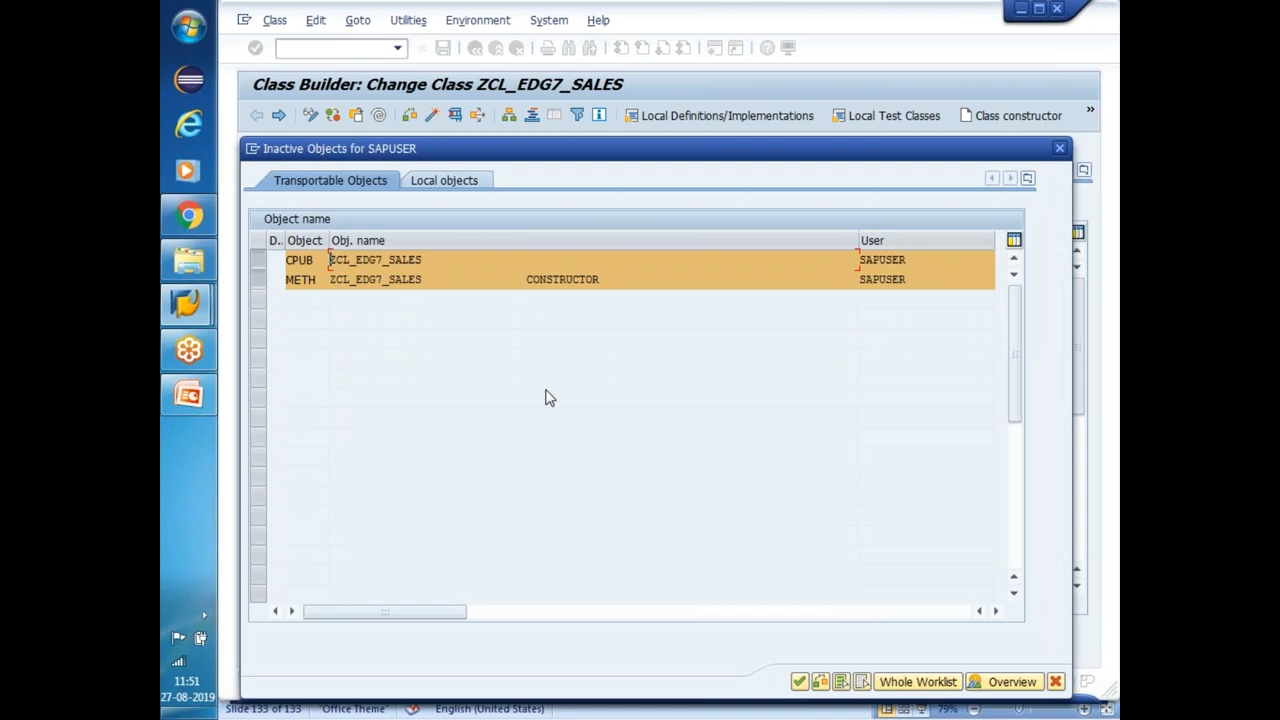 Class Edit Goto Utilities Environment System Help
Class Builder: Change Class ZCL_EDG7_SALES
Local Definitions/Implementations Local Test Classes Class constructor »
Inactive Objects for SAPUSER
Transportable Objects Local objects
Object name
D.. Object Obj. name User
CPUB ZCL_EDG7_SALES SAPUSER
METH ZCL_EDG7_SALES CONSTRUCTOR SAPUSER
Whole Worklist Overview
11:51
27-08-2019
Slide 133 of 133 "Office Theme" English (United States) 79%